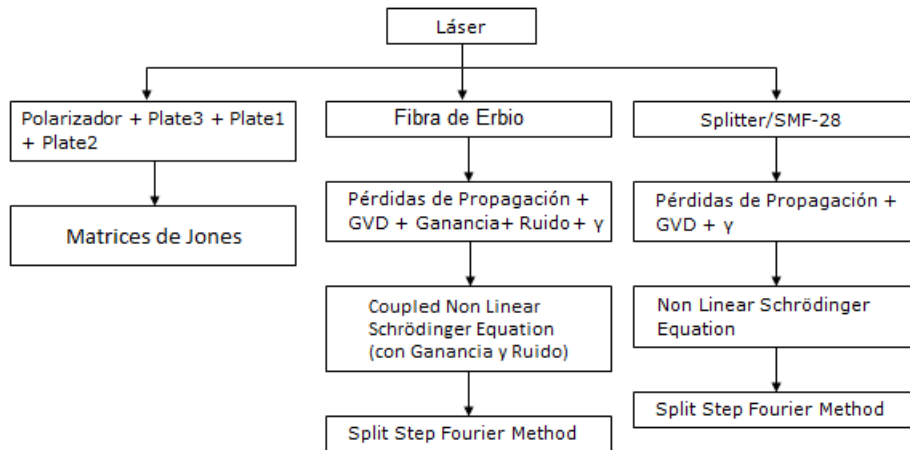 Láser
Polarizador + Plate3 + Plate1
+ Plate2
Fibra de Erbio
Splitter/SMF-28
Matrices de Jones
Pérdidas de Propagación +
GVD + Ganancia+ Ruido+ γ
Pérdidas de Propagación +
GVD + γ
Coupled Non Linear
Schrödinger Equation
(con Ganancia y Ruido)
Non Linear Schrödinger
Equation
Split Step Fourier Method
Split Step Fourier Method